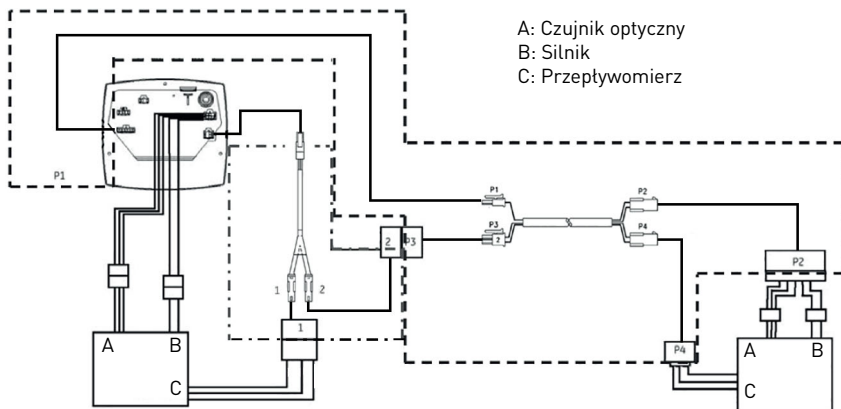 A: Czujnik optyczny
B: Silnik
C: Przepływomierz
P1
P1
P2
P3
2
P4
2
P3
P2
1
2
1
P4
A
B
C
A
B
C